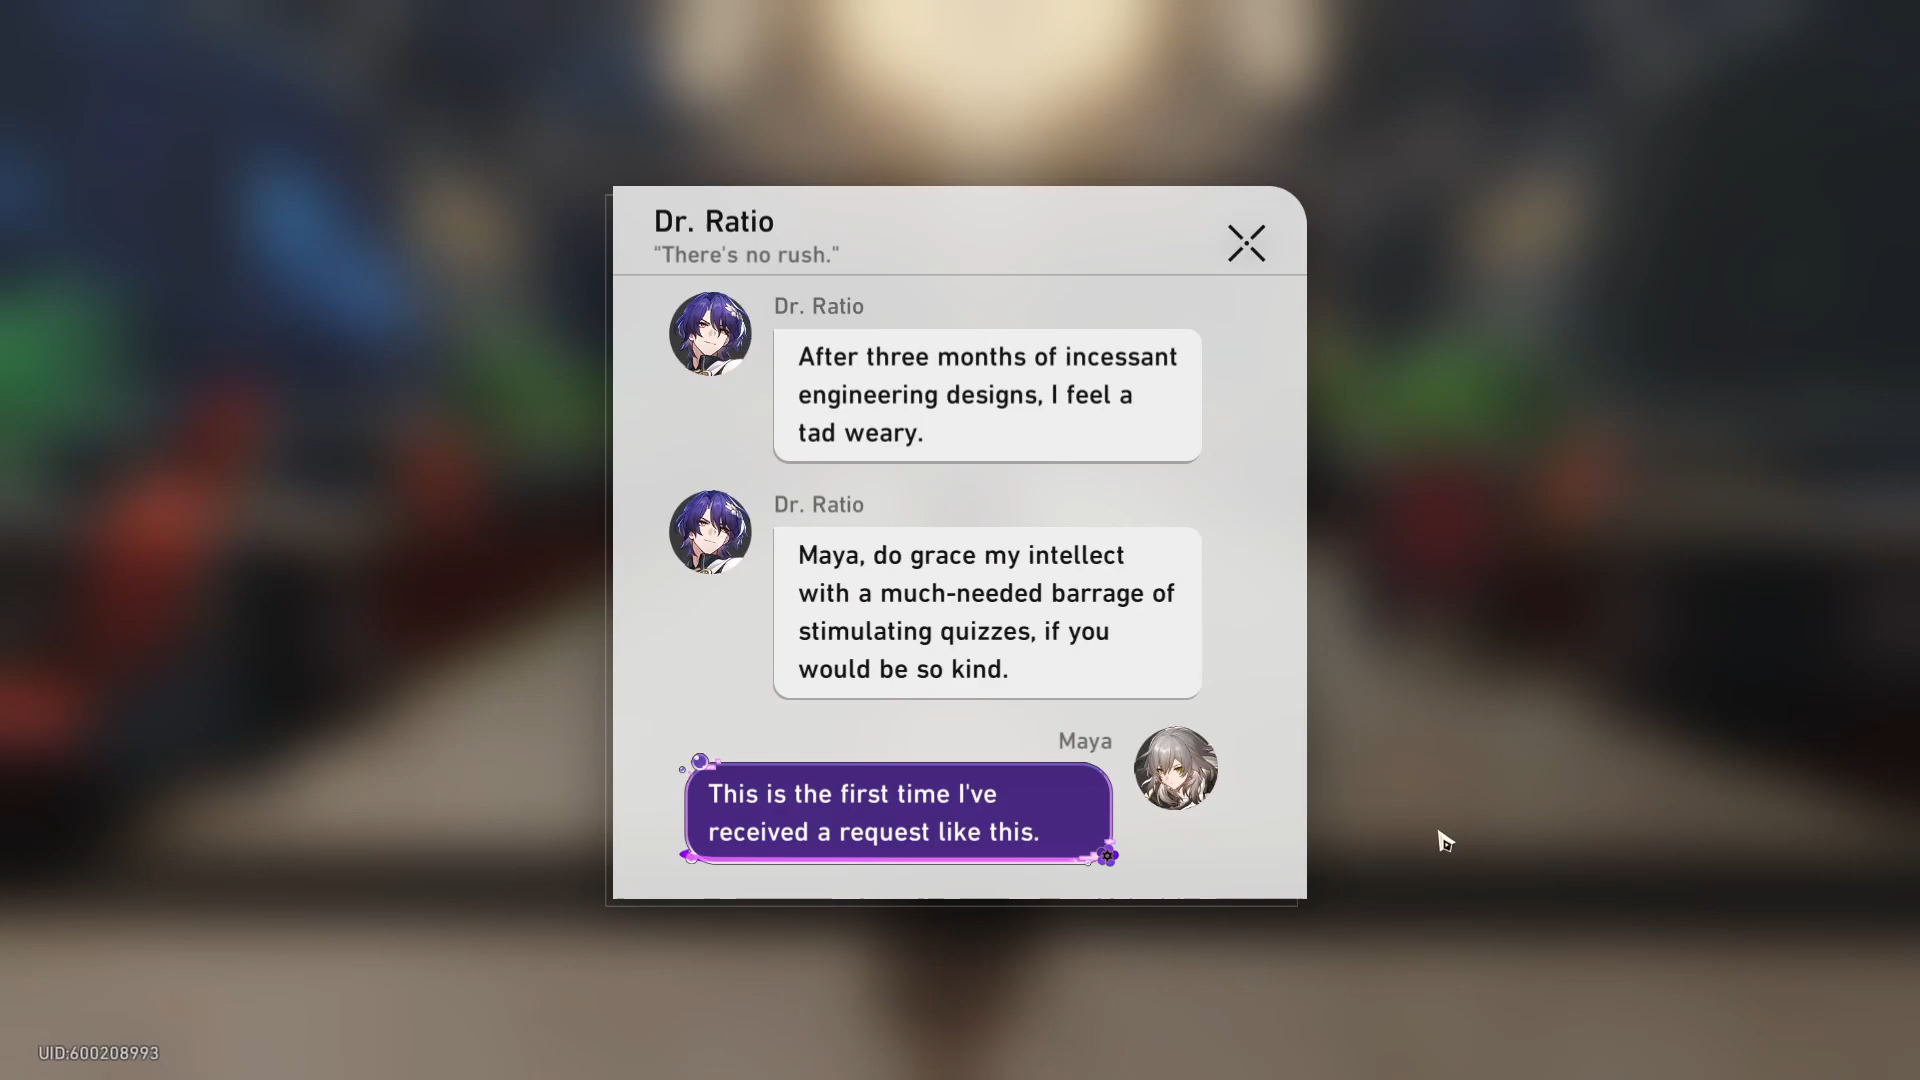 Dr. Ratio
"There's no rush."
Dr. Ratio
After three months of incessant
engineering designs, I feel a
tad weary.
Dr. Ratio
Maya, do grace my intellect
with a much-needed barrage of
stimulating quizzes, if you
would be so kind.
Maya
This is the first time I've
received a request like this.
UID:600208993